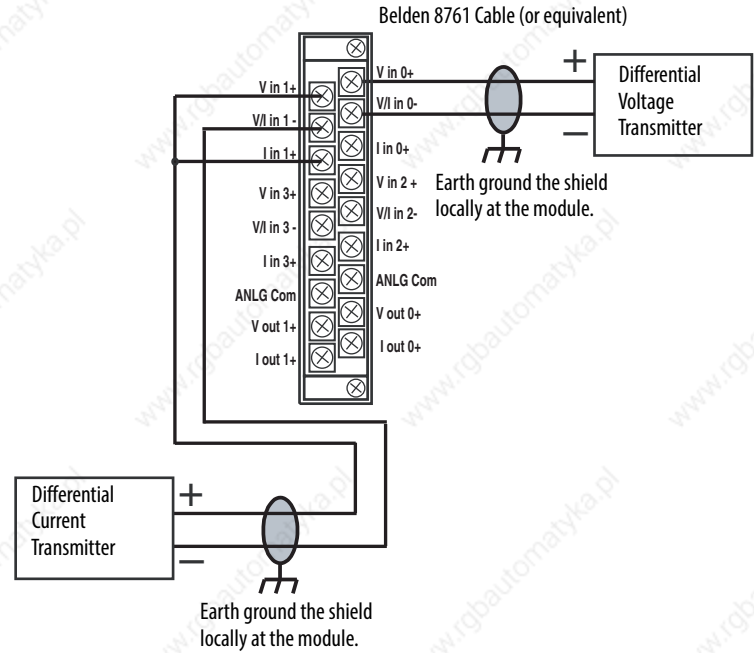 Belden 8761 Cable (or equivalent)
V in 0+
V/I in 0-
I in 0+
V in 2 +
V/I in 2-
I in 2+
ANLG Com
V out 0+
I out 0+
V in 1+
V/I in 1 -
I in 1+
V in 3+
V/I in 3 -
I in 3+
ANLG Com
V out 1+
I out 1+
+
−
Differential
Voltage
Transmitter
Earth ground the shield
locally at the module.
Differential
Current
Transmitter
+
−
Earth ground the shield
locally at the module.
www.rgbautomatyka.pl